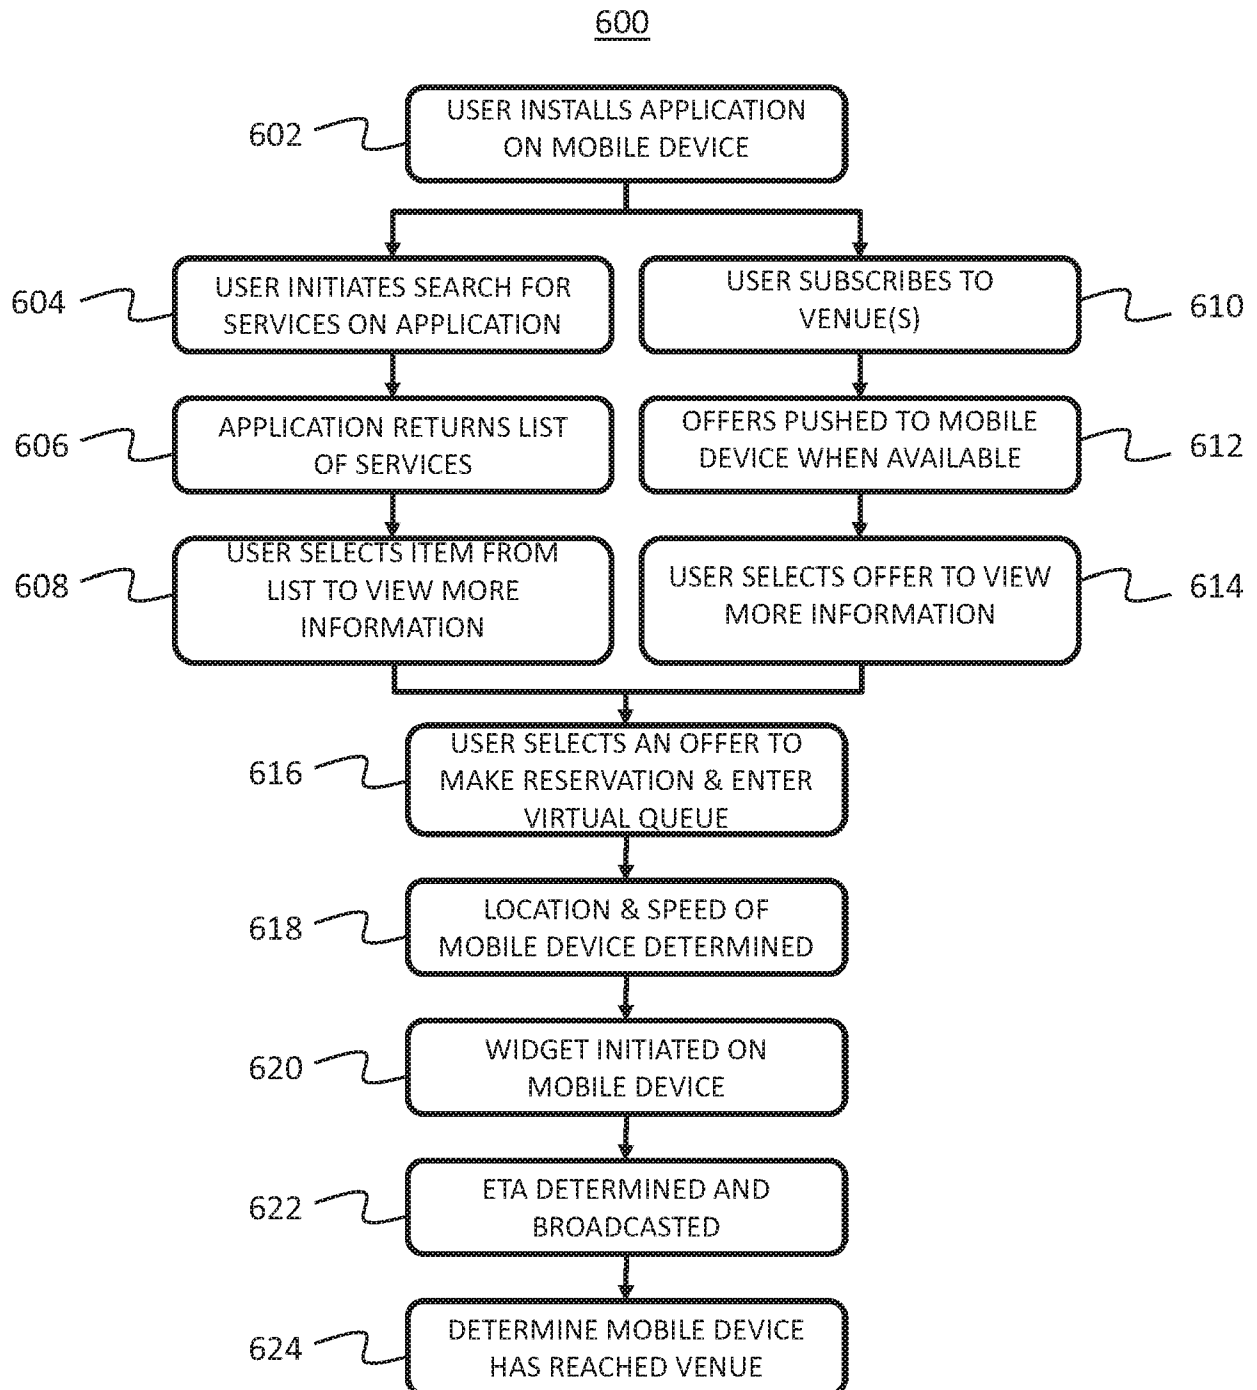 600
602
USER INSTALLS APPLICATION
ON MOBILE DEVICE
604
USER INITIATES SEARCH FOR
SERVICES ON APPLICATION
USER SUBSCRIBES TO
VENUE(S)
610
606
APPLICATION RETURNS LIST
OF SERVICES
OFFERS PUSHED TO MOBILE
DEVICE WHEN AVAILABLE
612
608
USER SELECTS ITEM FROM
LIST TO VIEW MORE
INFORMATION
USER SELECTS OFFER TO VIEW
MORE INFORMATION
614
616
USER SELECTS AN OFFER TO
MAKE RESERVATION & ENTER
VIRTUAL QUEUE
618
LOCATION & SPEED OF
MOBILE DEVICE DETERMINED
620
WIDGET INITIATED ON
MOBILE DEVICE
622
ETA DETERMINED AND
BROADCASTED
624
DETERMINE MOBILE DEVICE
HAS REACHED VENUE